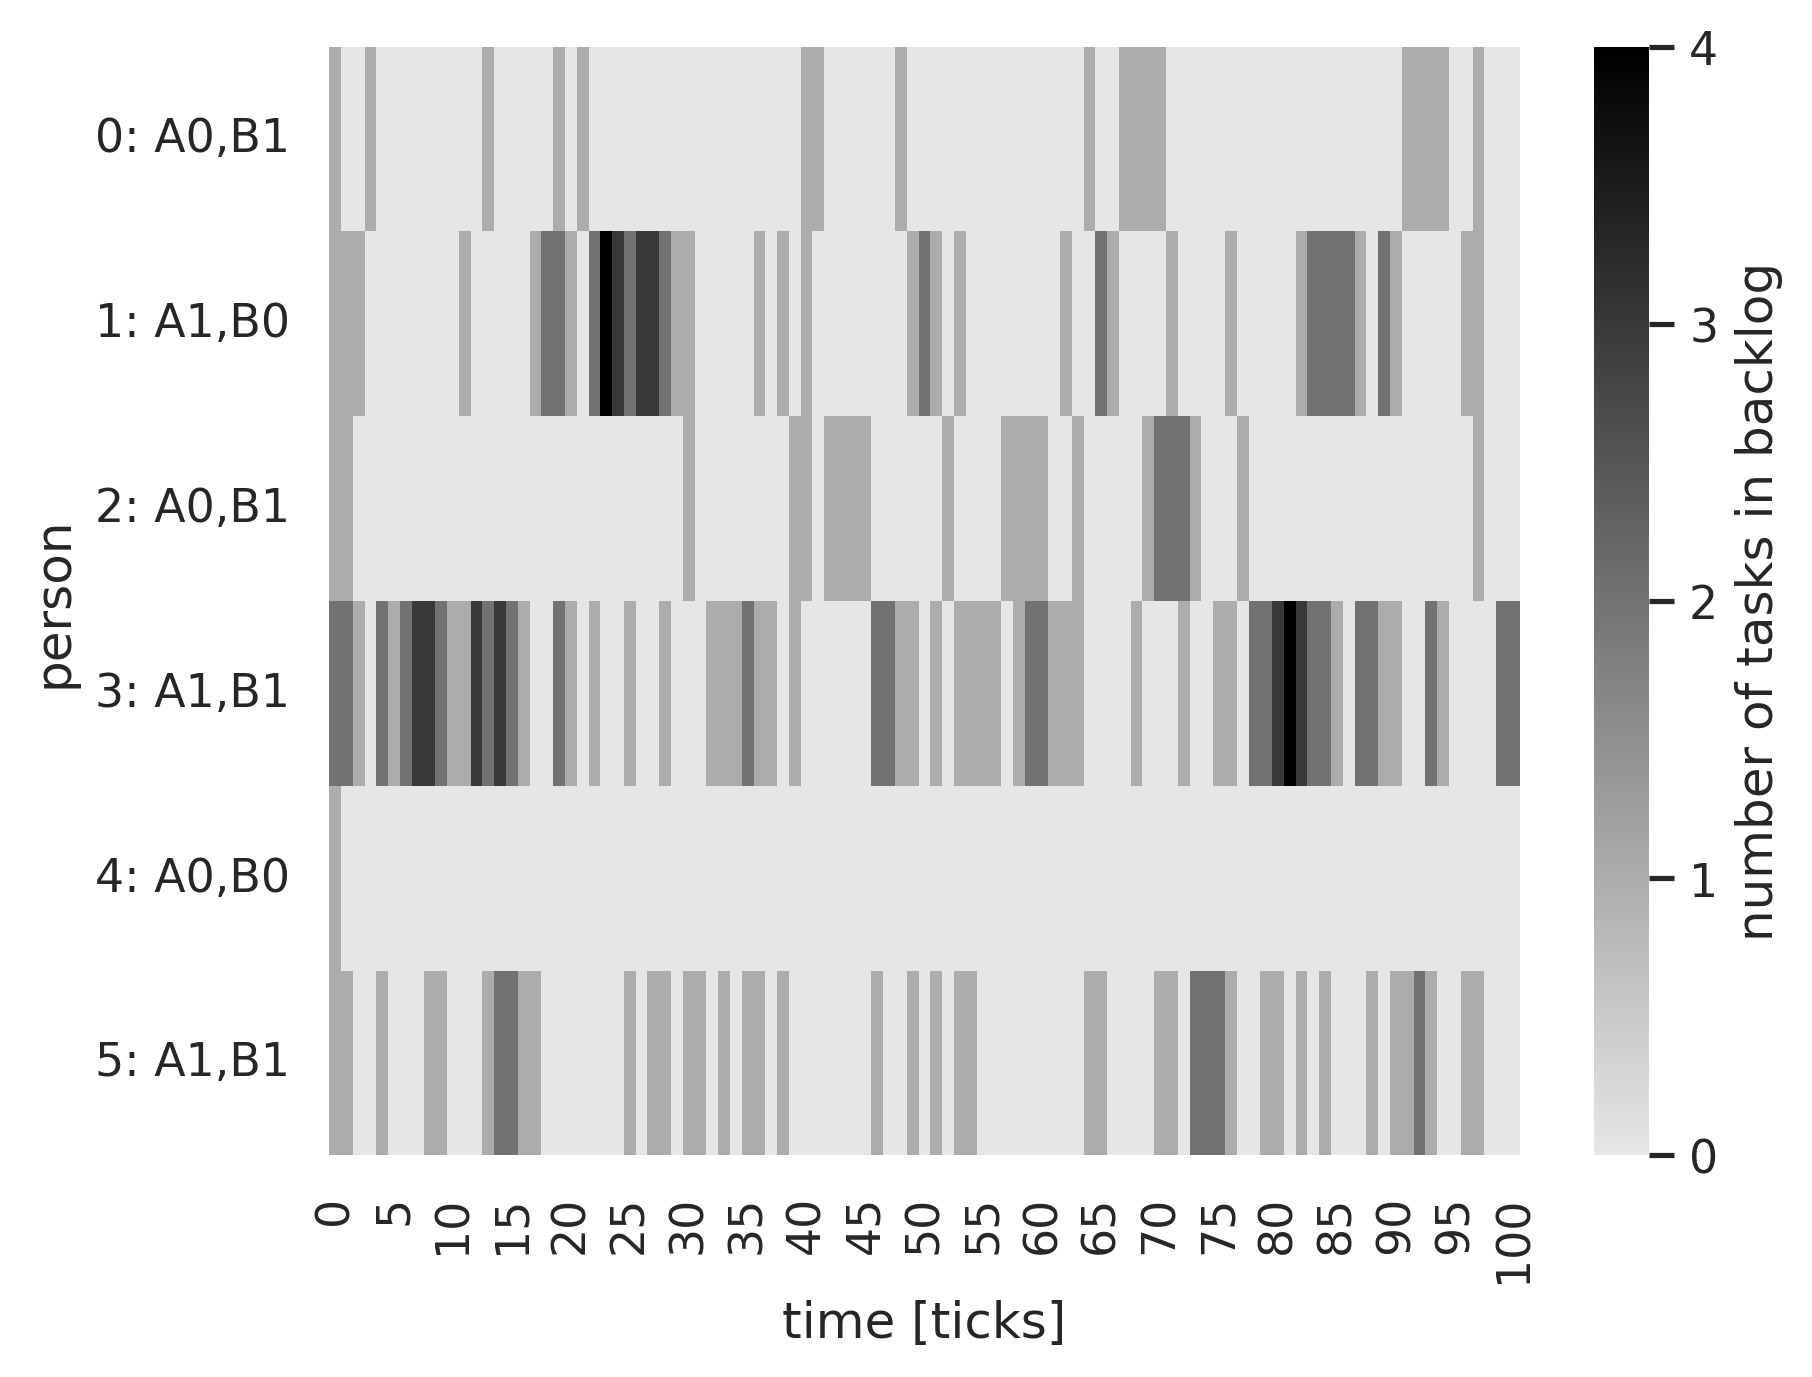 person
0: A0,B1
1: A1,B0
2: A0,B1
3: A1,B1
4: A0,B0
5: A1,B1
0 5 10 15 20 25 30 35 40 45 50 55 60 65 70 75 80 85 90 95 100
time [ticks]
4
3
2
1
0
number of tasks in backlog